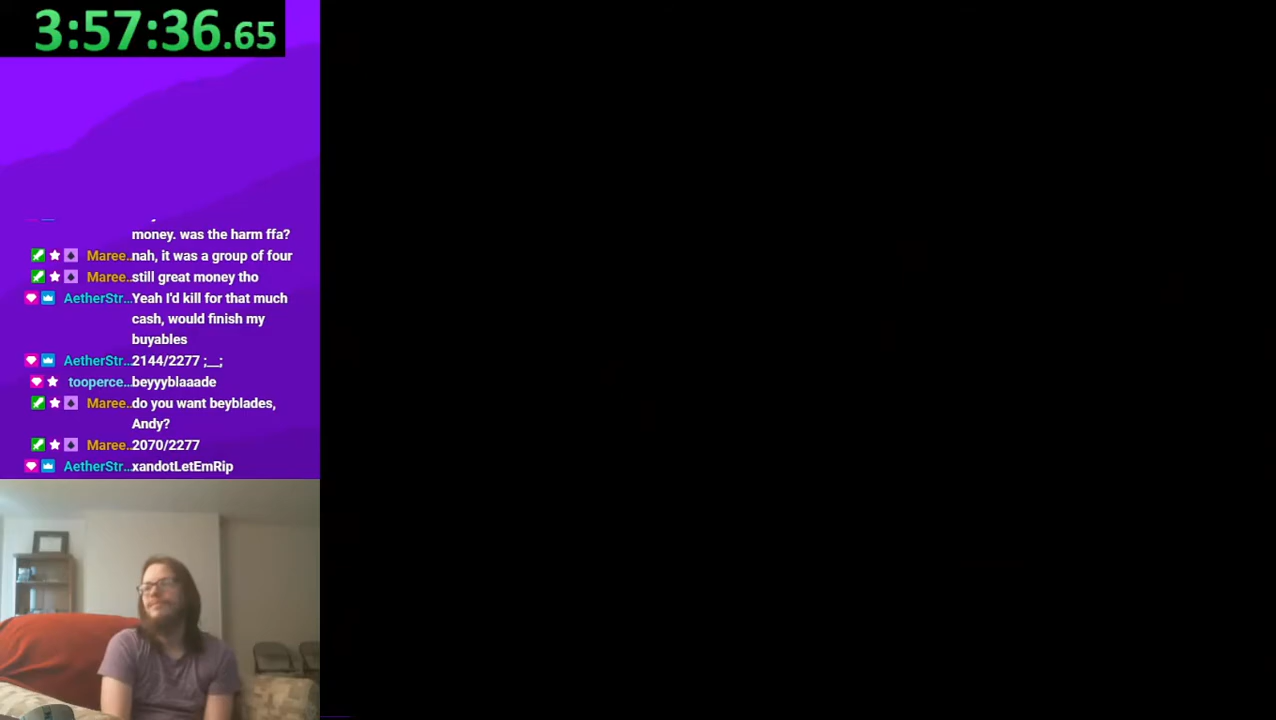 3:57:36.65
money. was the harm ffa?
Maree..nah, it was a group of four
Maree..still great money tho
AetherStr...Yeah I'd kill for that much
cash, would finish my
buyables
AetherStr...2144/2277 ;__;
tooperce...beyyyblaaade
Maree..do you want beyblades,
Andy?
Maree..2070/2277
AetherStr...xandotLetEmRip